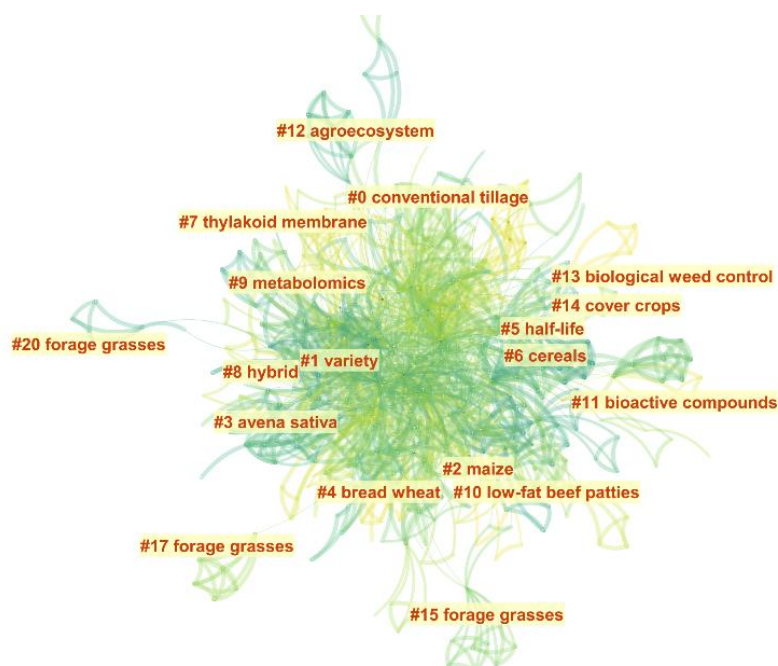 #12 agroecosystem
#0 conventional tillage
#7 thylakoid membrane
#9 metabolomics
#13 biological weed control
#14 cover crops
#5 half-life
#20 forage grasses
#1 variety
#6 cereals
#8 hybrid
#11 bioactive compounds
#3 avena sativa
#2 maize
#4 bread wheat
#10 low-fat beef patties
#17 forage grasses
#15 forage grasses